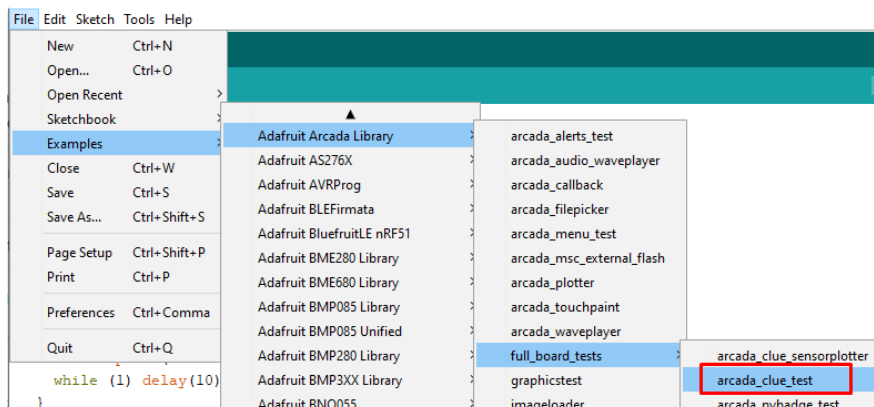 File Edit Sketch Tools Help
New Ctrl+N
Open... Ctrl+O
Open Recent
Sketchbook
Examples
Close Ctrl+W
Save Ctrl+S
Save As... Ctrl+Shift+S
Page Setup Ctrl+Shift+P
Print Ctrl+P
Preferences Ctrl+Comma
Quit Ctrl+Q
while (1) delay(10)
}
Adafruit Arcada Library
Adafruit AS276X
Adafruit AVRProg
Adafruit BLEFirmata
Adafruit BluefruitLE nRF51
Adafruit BME280 Library
Adafruit BME680 Library
Adafruit BMP085 Library
Adafruit BMP085 Unified
Adafruit BMP280 Library
Adafruit BMP3XX Library
Adafruit BNO055
arcada_alerts_test
arcada_audio_waveplayer
arcada_callback
arcada_filepicker
arcada_menu_test
arcada_msc_external_flash
arcada_plotter
arcada_touchpaint
arcada_waveplayer
full_board_tests
graphicstest
imageloader
arcada_clue_sensorplotter
arcada_clue_test
arcada_pybadge_test